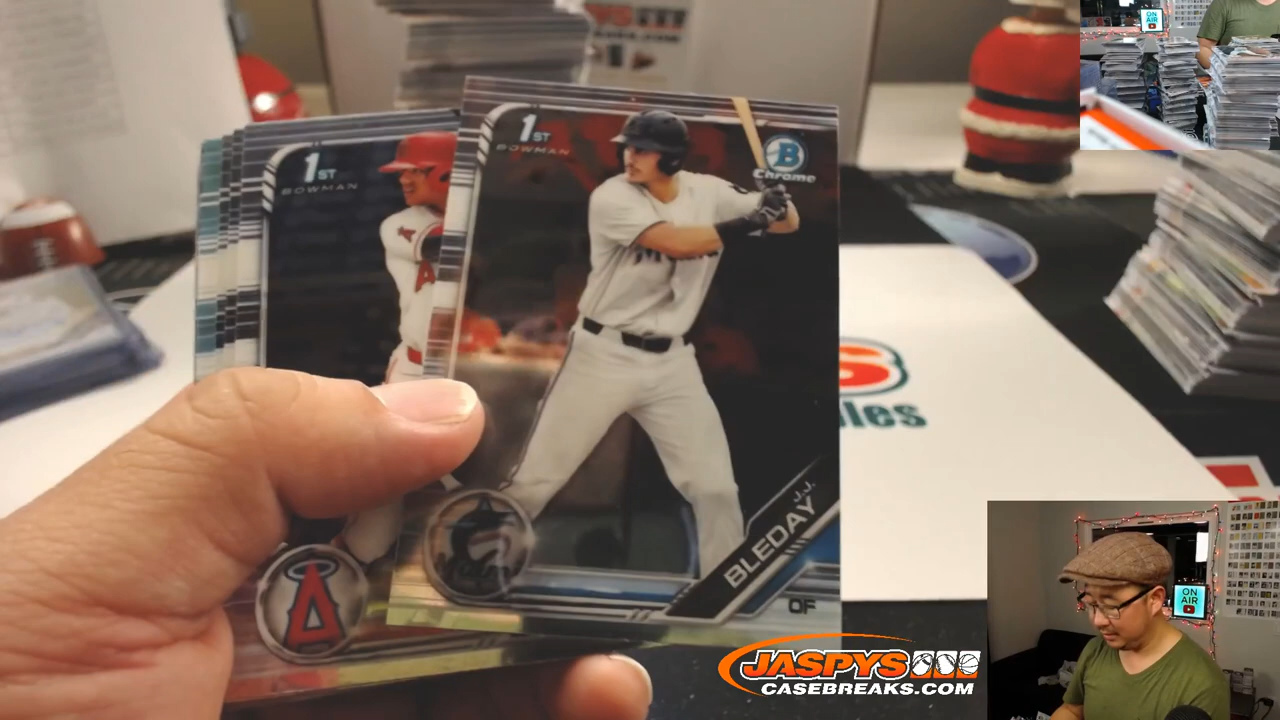 1ST
BOWMAN
1ST
BOWMAN
B
Chrome
A
J.J.
BLEDAY
OF
ON
AIR
ON
AIR
JASPYS
CASEBREAKS.COM